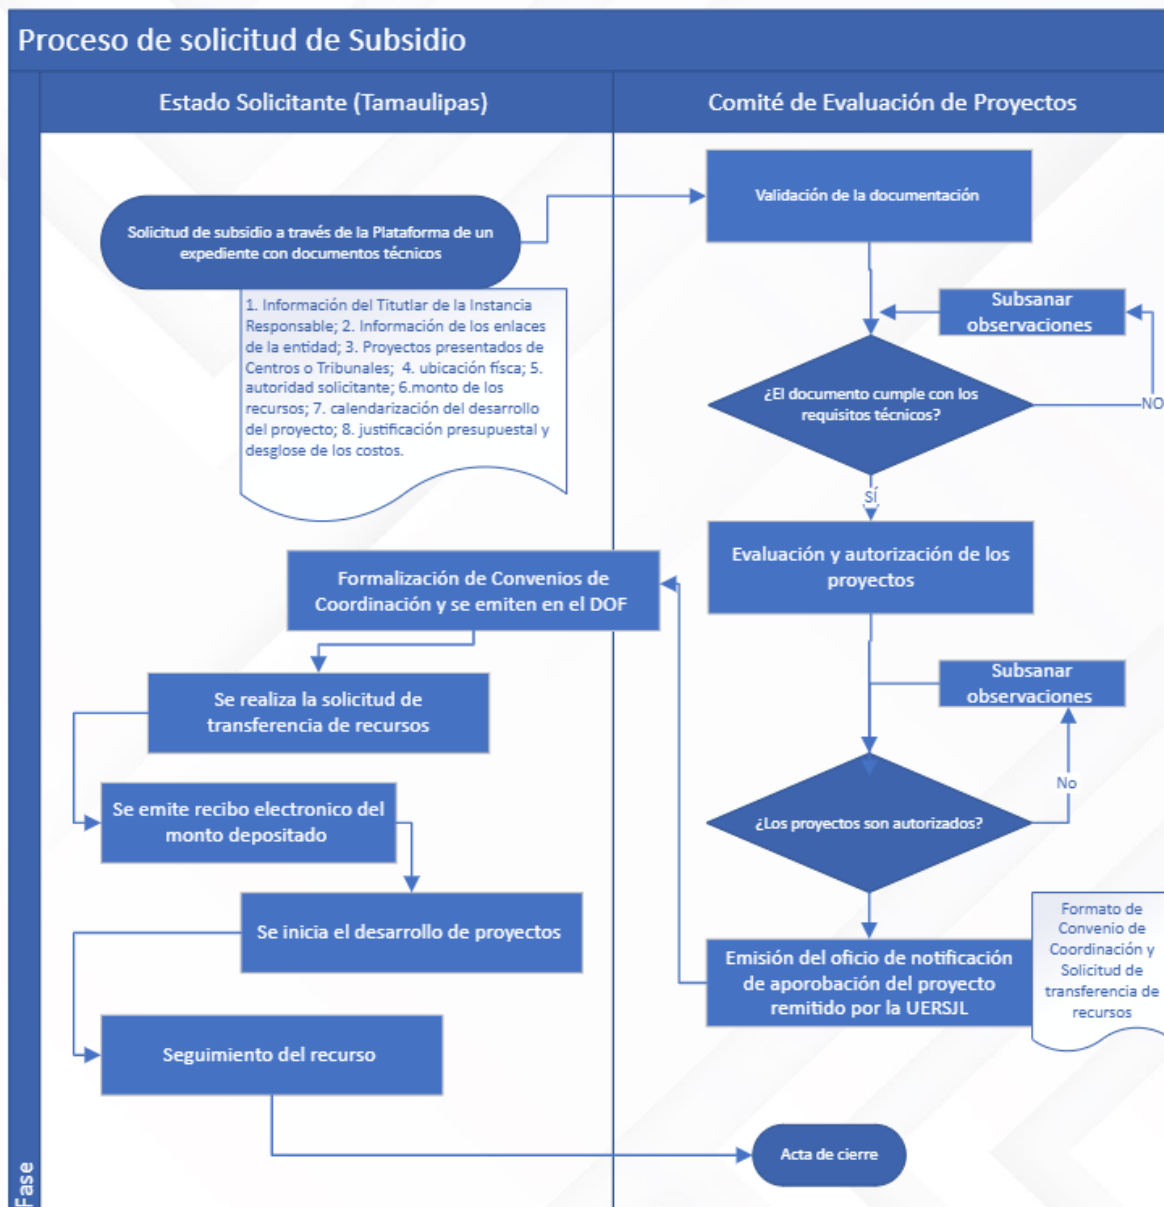 Proceso de solicitud de Subsidio
Estado Solicitante (Tamaulipas)
Comité de Evaluación de Proyectos
Solicitud de subsidio a través de la Plataforma de un
expediente con documentos técnicos
1. Información del Titutlar de la Instancia
Responsable; 2. Información de los enlaces
de la entidad; 3. Proyectos presentados de
Centros o Tribunales; 4. ubicación físca; 5.
autoridad solicitante; 6.monto de los
recursos; 7. calendarización del desarrollo
del proyecto; 8. justificación presupuestal y
desglose de los costos.
Validación de la documentación
Subsanar
observaciones
¿El documento cumple con los
requisitos técnicos?
NO
SÍ
Evaluación y autorización de los
proyectos
Formalización de Convenios de
Coordinación y se emiten en el DOF
Subsanar
observaciones
Se realiza la solicitud de
transferencia de recursos
No
Se emite recibo electronico del
monto depositado
¿Los proyectos son autorizados?
Se inicia el desarrollo de proyectos
Emisión del oficio de notificación
de aporobación del proyecto
remitido por la UERSJL
Formato de
Convenio de
Coordinación y
Solicitud de
transferencia de
recursos
Seguimiento del recurso
Acta de cierre
Fase